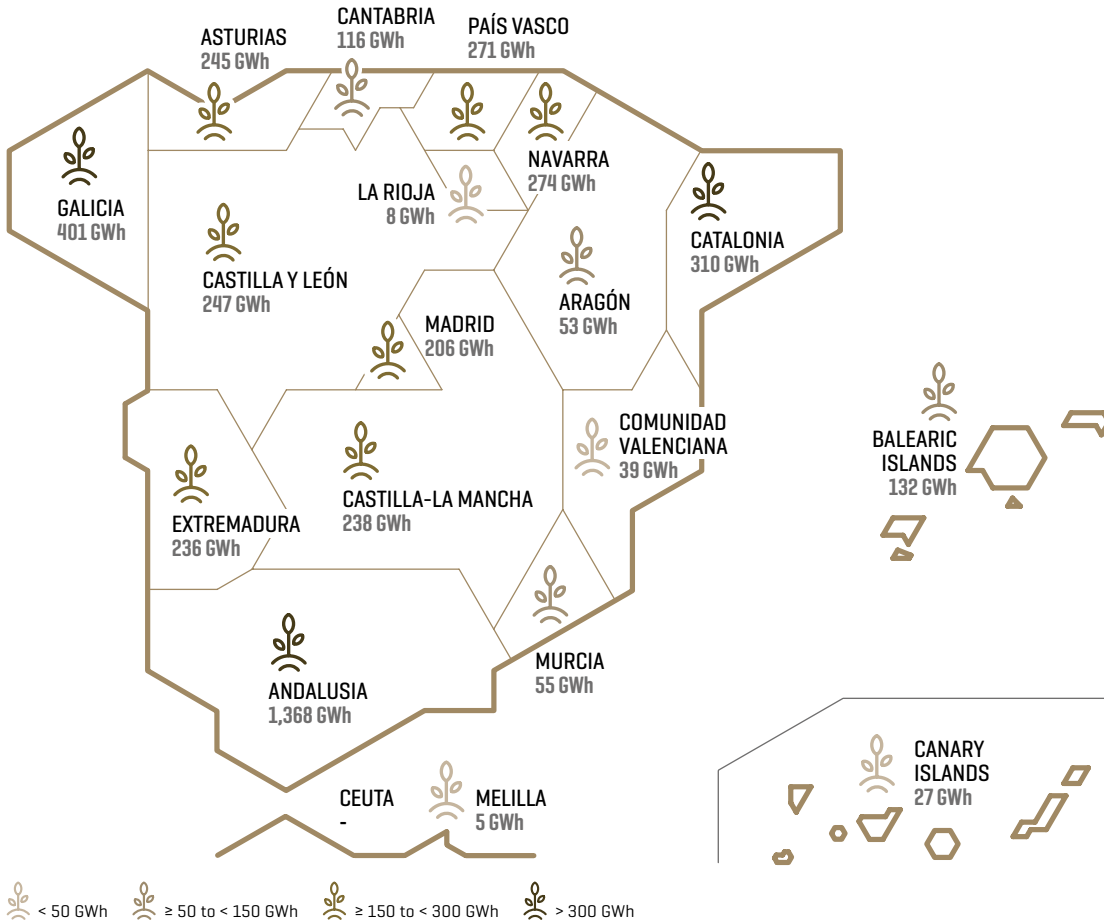 CANTABRIA
116 GWh
PAÍS VASCO
271 GWh
ASTURIAS
245 GWh
NAVARRA
274 GWh
LA RIOJA
8 GWh
GALICIA
401 GWh
CATALONIA
310 GWh
CASTILLA Y LEÓN
247 GWh
ARAGÓN
53 GWh
MADRID
206 GWh
COMUNIDAD
VALENCIANA
39 GWh
BALEARIC
ISLANDS
132 GWh
CASTILLA-LA MANCHA
238 GWh
EXTREMADURA
236 GWh
MURCIA
55 GWh
ANDALUSIA
1,368 GWh
CANARY
ISLANDS
27 GWh
CEUTA
-
MELILLA
5 GWh
< 50 GWh
≥ 50 to < 150 GWh
≥ 150 to < 300 GWh
> 300 GWh